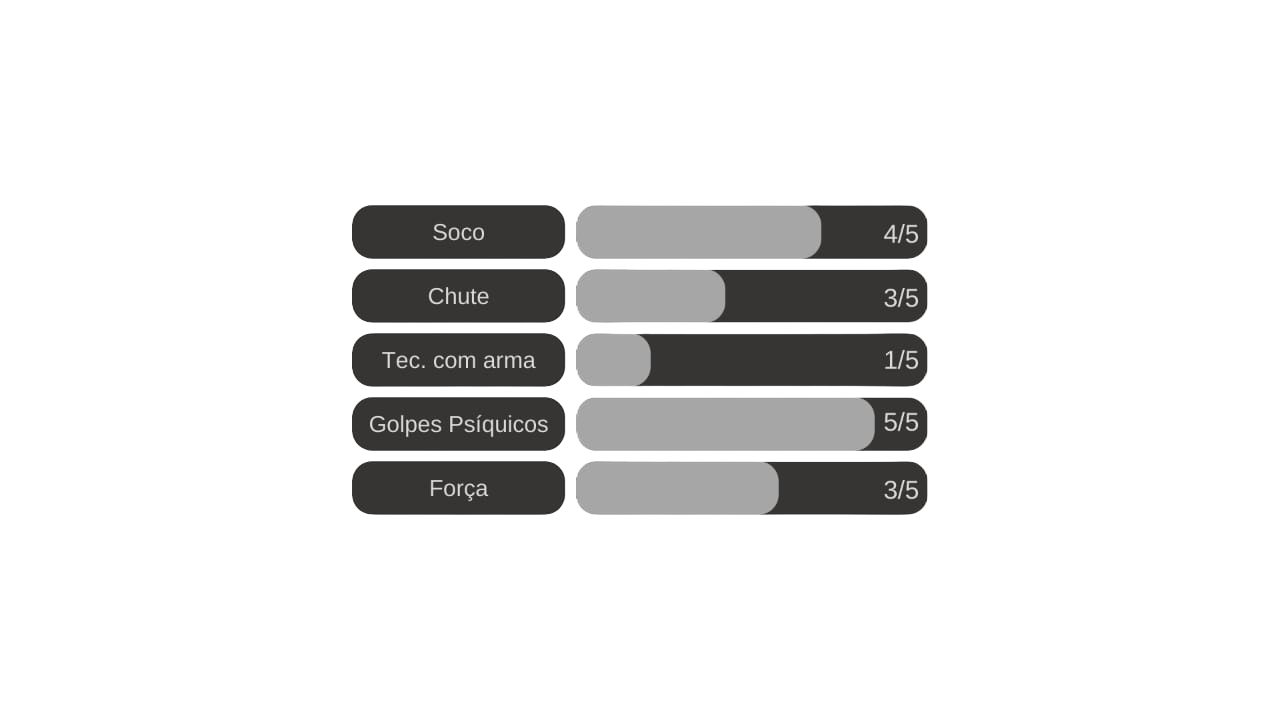 Soco 4/5
Chute 3/5
Tec. com arma 1/5
Golpes Psíquicos 5/5
Força 3/5